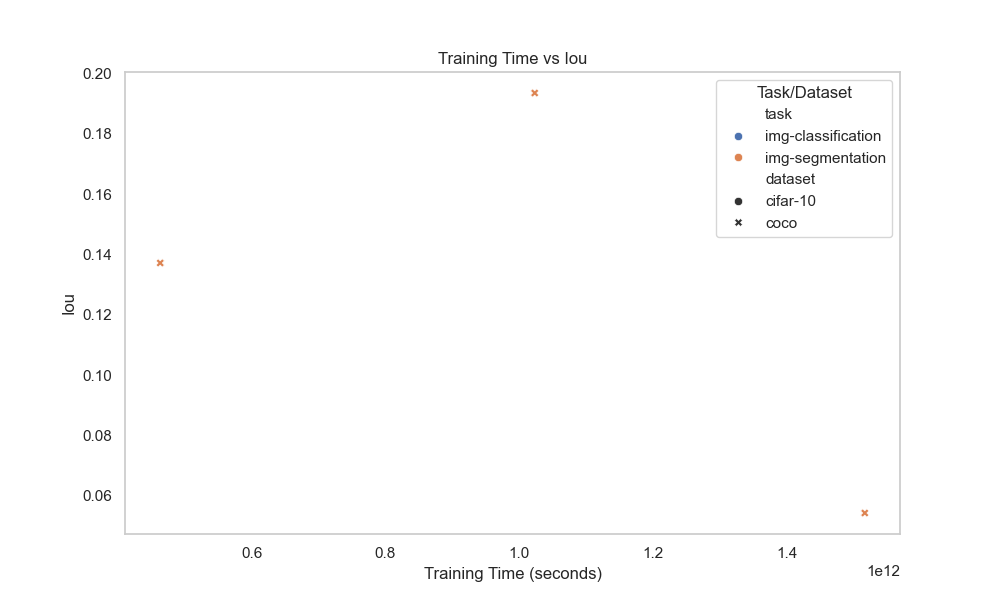 Training Time vs Iou
0.20
0.18
0.16
0.14
0.12
0.10
0.08
0.06
Iou
Task/Dataset
task
img-classification
img-segmentation
dataset
cifar-10
coco
0.6 0.8 1.0 1.2 1.4
1e12
Training Time (seconds)